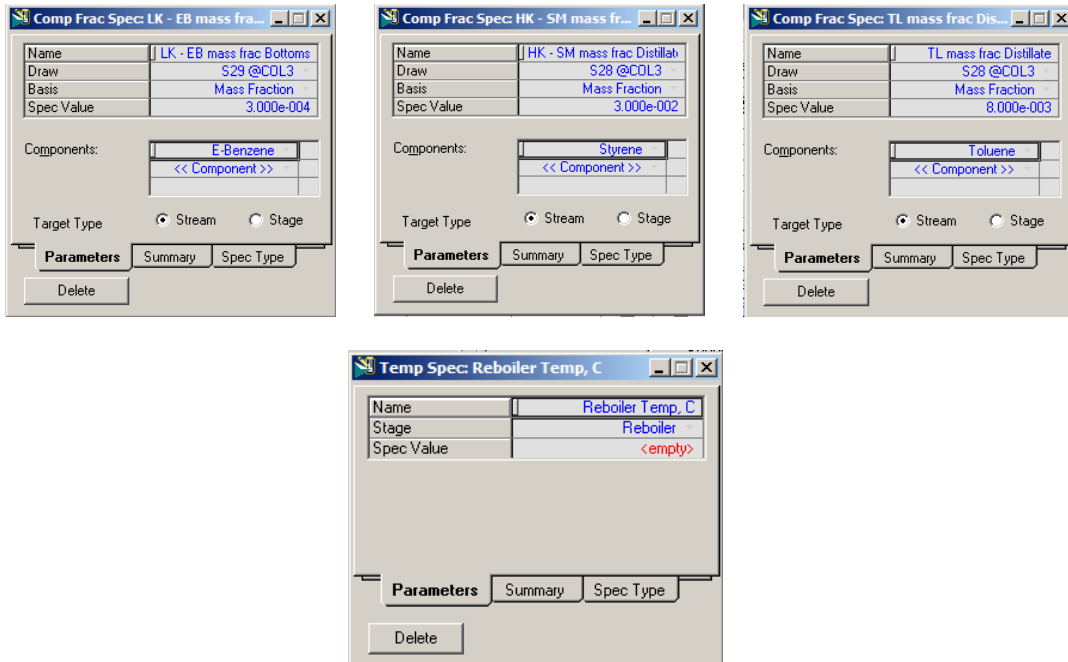 Comp Frac Spec: LK - EB mass fra...
Name LK - EB mass frac Bottoms
Draw S29 @COL3
Basis Mass Fraction
Spec Value 3.000e-004
Components: E-Benzene
<< Component >>
Target Type Stream Stage
Parameters Summary Spec Type
Delete
Comp Frac Spec: HK - SM mass fr...
Name HK - SM mass frac Distillate
Draw S28 @COL3
Basis Mass Fraction
Spec Value 3.000e-002
Components: Styrene
<< Component >>
Target Type Stream Stage
Parameters Summary Spec Type
Delete
Comp Frac Spec: TL mass frac Dis...
Name TL mass frac Distillate
Draw S28 @COL3
Basis Mass Fraction
Spec Value 8.000e-003
Components: Toluene
<< Component >>
Target Type Stream Stage
Parameters Summary Spec Type
Delete
Temp Spec: Reboiler Temp, C
Name Reboiler Temp, C
Stage Reboiler
Spec Value <empty>
Parameters Summary Spec Type
Delete